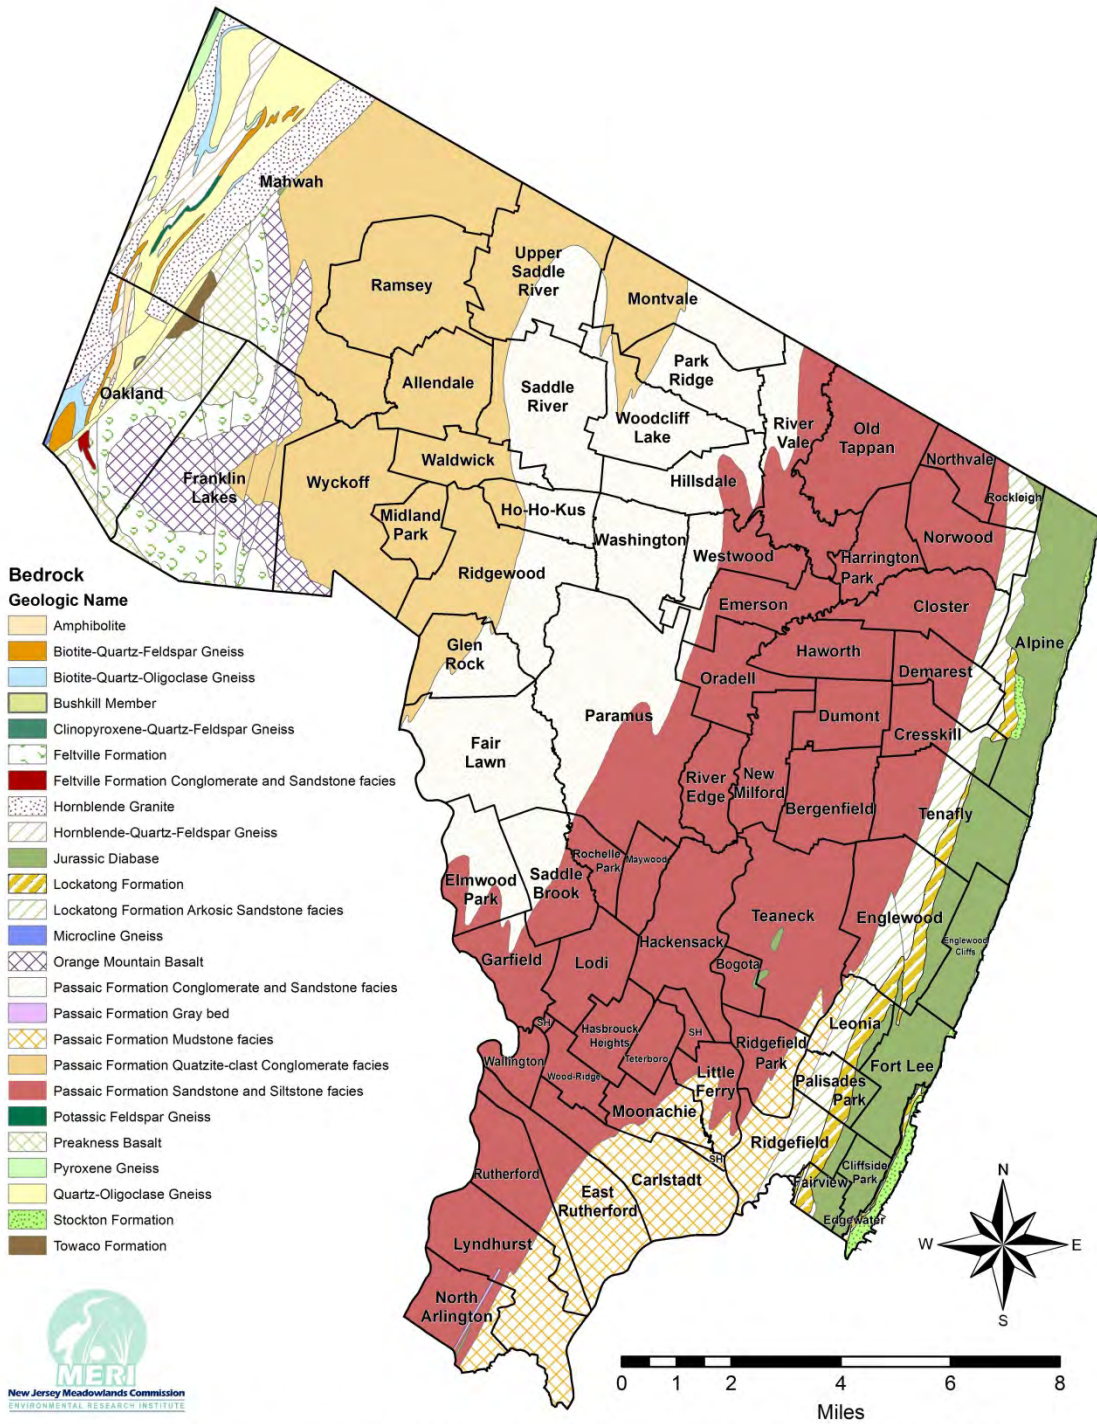 Mahwah
Upper
Saddle
River
Ramsey
Montvale
Park
Ridge
Allendale
Saddle
River
Oakland
Woodcliff
Lake
River
Vale
Old
Tappan
Northvale
Rockleigh
Waldwick
Franklin
Lakes
Wyckoff
Hillsdale
Midland
Park
Ho-Ho-Kus
Washington
Westwood
Norwood
Harrington
Park
Ridgewood
Emerson
Closter
Glen
Rock
Haworth
Alpine
Oradell
Demarest
Paramus
Dumont
Cresskill
Fair
Lawn
River
Edge
New
Milford
Bergenfield
Tenafly
Rochelle
Park
Maywood
Elmwood
Park
Saddle
Brook
Teaneck
Englewood
Englewood
Cliffs
Hackensack
Garfield
Lodi
Bogota
SH
Hasbrouck
Heights
SH
Leonia
Wallington
Teterboro
Ridgefield
Park
Wood-Ridge
Little
Ferry
Fort Lee
Palisades
Park
Moonachie
Ridgefield
SH
Rutherford
Carlstadt
Cliffside
Park
Fairview
East
Rutherford
Edgewater
Lyndhurst
North
Arlington
Bedrock
Geologic Name
Amphibolite
Biotite-Quartz-Feldspar Gneiss
Biotite-Quartz-Oligoclase Gneiss
Bushkill Member
Clinopyroxene-Quartz-Feldspar Gneiss
Feltville Formation
Feltville Formation Conglomerate and Sandstone facies
Hornblende Granite
Hornblende-Quartz-Feldspar Gneiss
Jurassic Diabase
Lockatong Formation
Lockatong Formation Arkosic Sandstone facies
Microcline Gneiss
Orange Mountain Basalt
Passaic Formation Conglomerate and Sandstone facies
Passaic Formation Gray bed
Passaic Formation Mudstone facies
Passaic Formation Quatzite-clast Conglomerate facies
Passaic Formation Sandstone and Siltstone facies
Potassic Feldspar Gneiss
Preakness Basalt
Pyroxene Gneiss
Quartz-Oligoclase Gneiss
Stockton Formation
Towaco Formation
N
W E
S
MERI
New Jersey Meadowlands Commission
ENVIRONMENTAL RESEARCH INSTITUTE
0 1 2 4 6 8
Miles